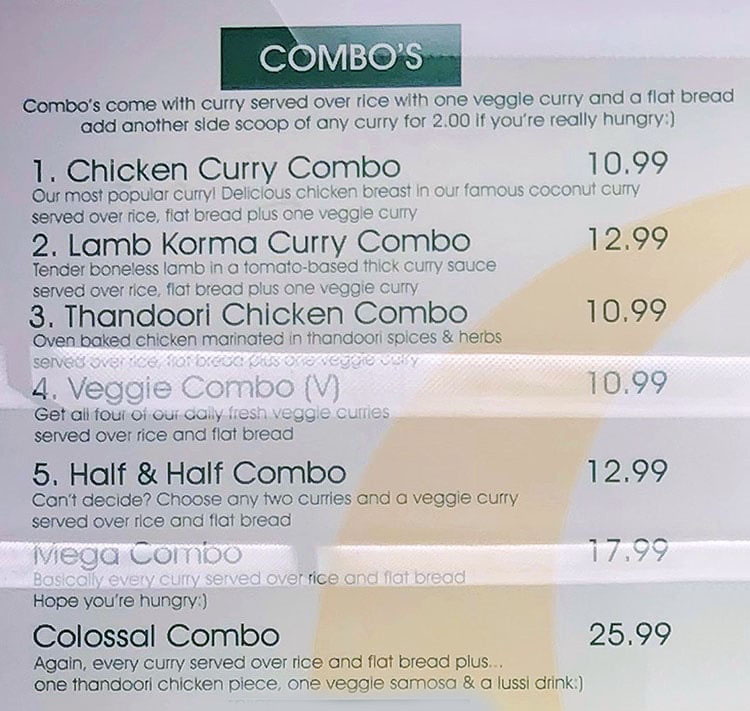 COMBO'S
Combo's come with curry served over rice with one veggie curry and a flat bread
add another side scoop of any curry for 2.00 if you're really hungry:)
1. Chicken Curry Combo 10.99
Our most popular curry! Delicious chicken breast in our famous coconut curry
served over rice, flat bread plus one veggie curry
2. Lamb Korma Curry Combo 12.99
Tender boneless lamb in a tomato-based thick curry sauce
served over rice, flat bread plus one veggie curry
3. Thandoori Chicken Combo 10.99
Oven baked chicken marinated in thandoori spices & herbs
served over rice, flat bread plus one veggie curry
4. Veggie Combo (V) 10.99
Get all four of our daily fresh veggie curries
served over rice and flat bread
5. Half & Half Combo 12.99
Can't decide? Choose any two curries and a veggie curry
served over rice and flat bread
Mega Combo 17.99
Basically every curry served over rice and flat bread
Hope you're hungry:)
Colossal Combo 25.99
Again, every curry served over rice and flat bread plus...
one thandoori chicken piece, one veggie samosa & a lussi drink:)